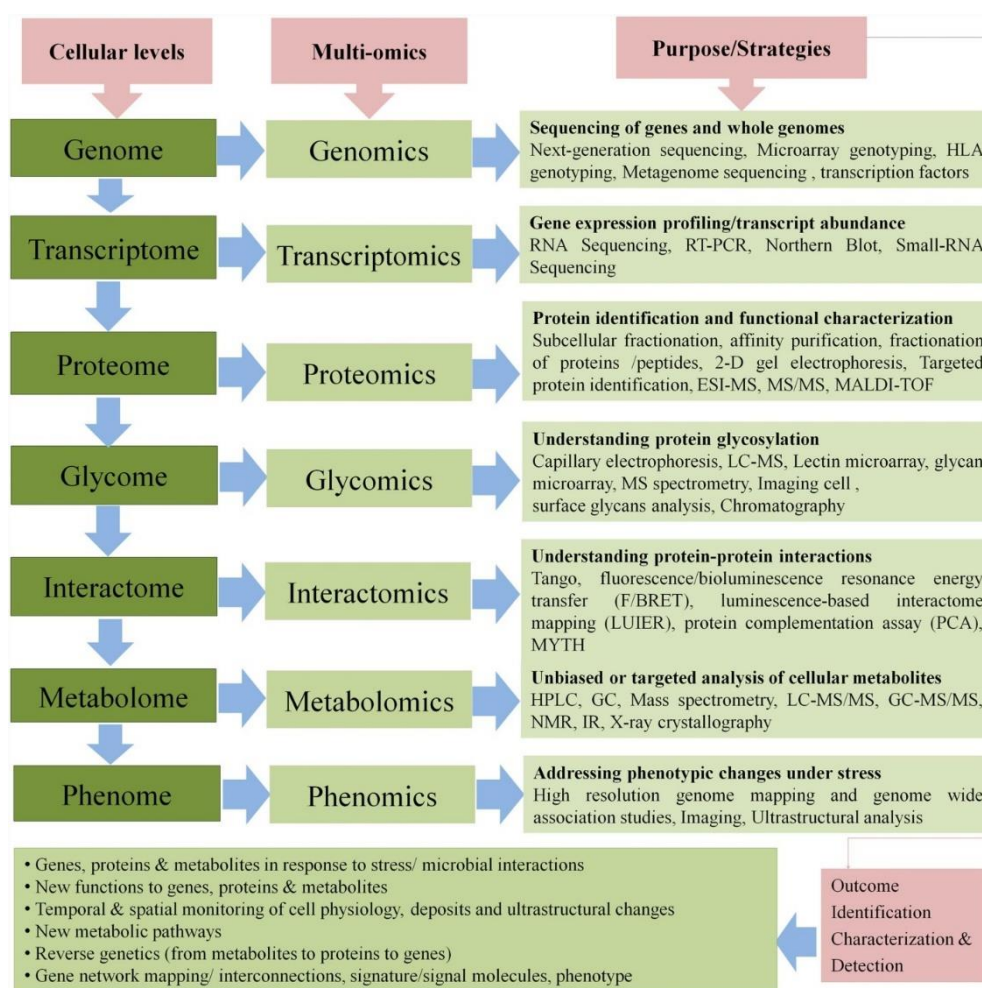 Cellular levels
Multi-omics
Purpose/Strategies
Genome
Genomics
Sequencing of genes and whole genomes
Next-generation sequencing, Microarray genotyping, HLA
genotyping, Metagenome sequencing , transcription factors
Transcriptome
Transcriptomics
Gene expression profiling/transcript abundance
RNA Sequencing, RT-PCR, Northern Blot, Small-RNA
Sequencing
Proteome
Proteomics
Protein identification and functional characterization
Subcellular fractionation, affinity purification, fractionation
of proteins /peptides, 2-D gel electrophoresis, Targeted
protein identification, ESI-MS, MS/MS, MALDI-TOF
Glycome
Glycomics
Understanding protein glycosylation
Capillary electrophoresis, LC-MS, Lectin microarray, glycan
microarray, MS spectrometry, Imaging cell ,
surface glycans analysis, Chromatography
Interactome
Interactomics
Understanding protein-protein interactions
Tango, fluorescence/bioluminescence resonance energy
transfer (F/BRET), luminescence-based interactome
mapping (LUIER), protein complementation assay (PCA),
MYTH
Metabolome
Metabolomics
Unbiased or targeted analysis of cellular metabolites
HPLC, GC, Mass spectrometry, LC-MS/MS, GC-MS/MS,
NMR, IR, X-ray crystallography
Phenome
Phenomics
Addressing phenotypic changes under stress
High resolution genome mapping and genome wide
association studies, Imaging, Ultrastructural analysis
• Genes, proteins & metabolites in response to stress/ microbial interactions
• New functions to genes, proteins & metabolites
• Temporal & spatial monitoring of cell physiology, deposits and ultrastructural changes
• New metabolic pathways
• Reverse genetics (from metabolites to proteins to genes)
• Gene network mapping/ interconnections, signature/signal molecules, phenotype
Outcome
Identification
Characterization &
Detection